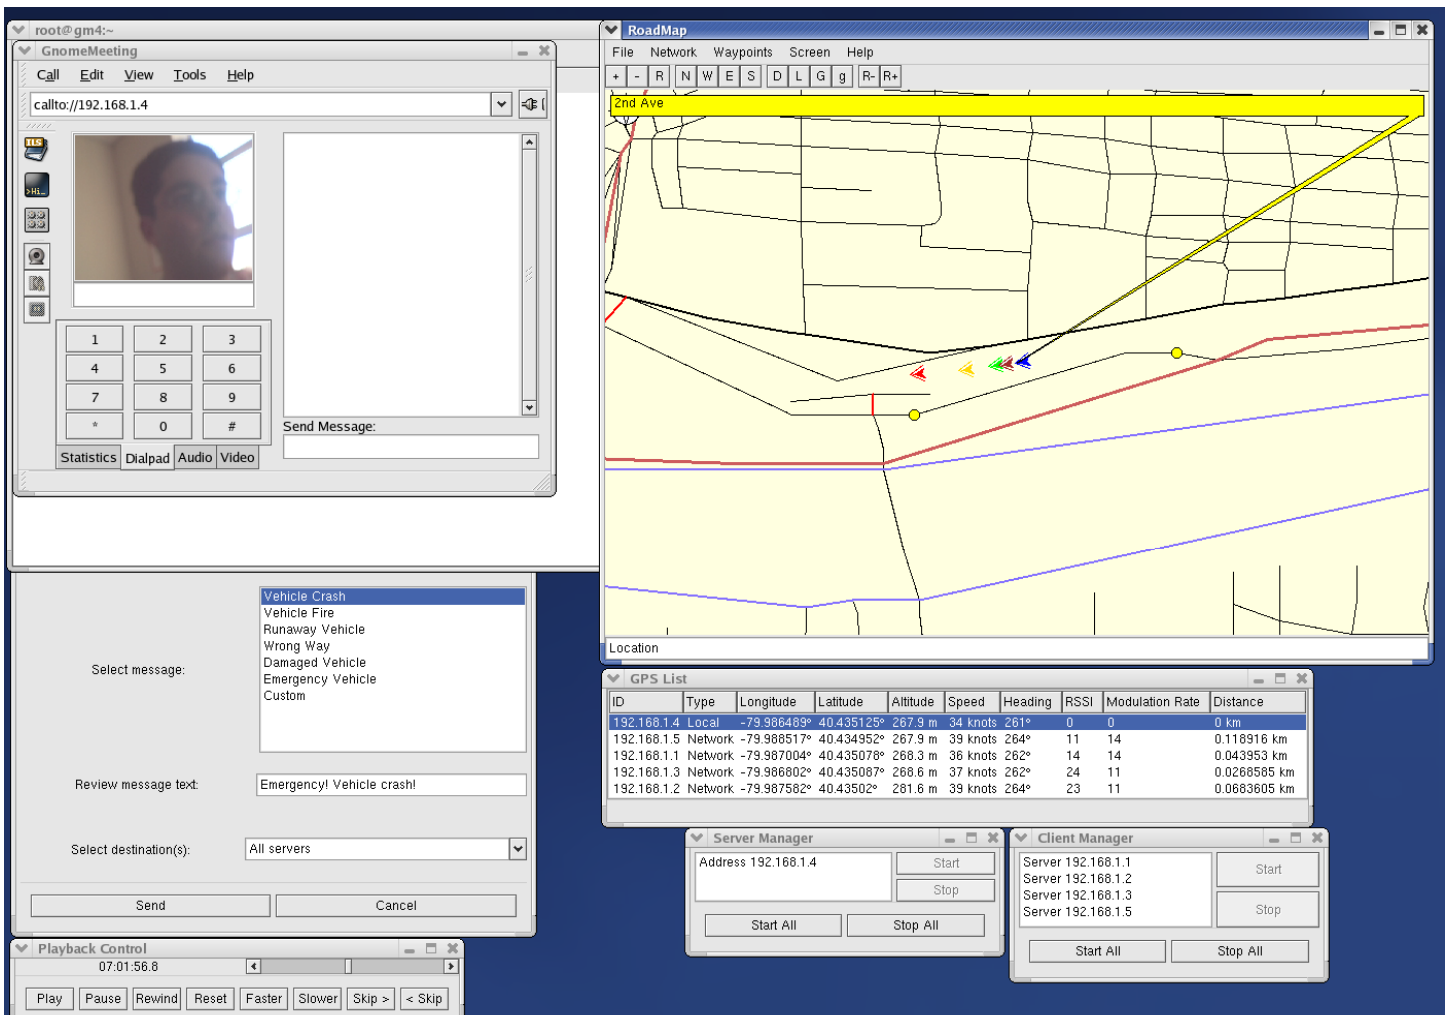 root@gm4:~
GnomeMeeting
Call Edit View Tools Help
callto://192.168.1.4
ILS
>Hi_
1 2 3
4 5 6
7 8 9
* 0 #
Statistics Dialpad Audio Video
Send Message:
RoadMap
File Network Waypoints Screen Help
+ - R N W E S D L G g R- R+
2nd Ave
Location
Select message:
Vehicle Crash
Vehicle Fire
Runaway Vehicle
Wrong Way
Damaged Vehicle
Emergency Vehicle
Custom
Review message text:
Emergency! Vehicle crash!
Select destination(s):
All servers
Send Cancel
GPS List
ID Type Longitude Latitude Altitude Speed Heading RSSI Modulation Rate Distance
192.168.1.4 Local -79.986489° 40.435125° 267.9 m 34 knots 261° 0 0 0 km
192.168.1.5 Network -79.988517° 40.434952° 267.9 m 39 knots 264° 11 14 0.118916 km
192.168.1.1 Network -79.987004° 40.435078° 268.3 m 36 knots 262° 14 14 0.043953 km
192.168.1.3 Network -79.986802° 40.435087° 268.6 m 37 knots 262° 24 11 0.0268585 km
192.168.1.2 Network -79.987582° 40.43502° 281.6 m 39 knots 264° 23 11 0.0683605 km
Server Manager
Address 192.168.1.4
Start
Stop
Start All Stop All
Client Manager
Server 192.168.1.1
Server 192.168.1.2
Server 192.168.1.3
Server 192.168.1.5
Start
Stop
Start All Stop All
Playback Control
07:01:56.8
Play Pause Rewind Reset Faster Slower Skip > < Skip